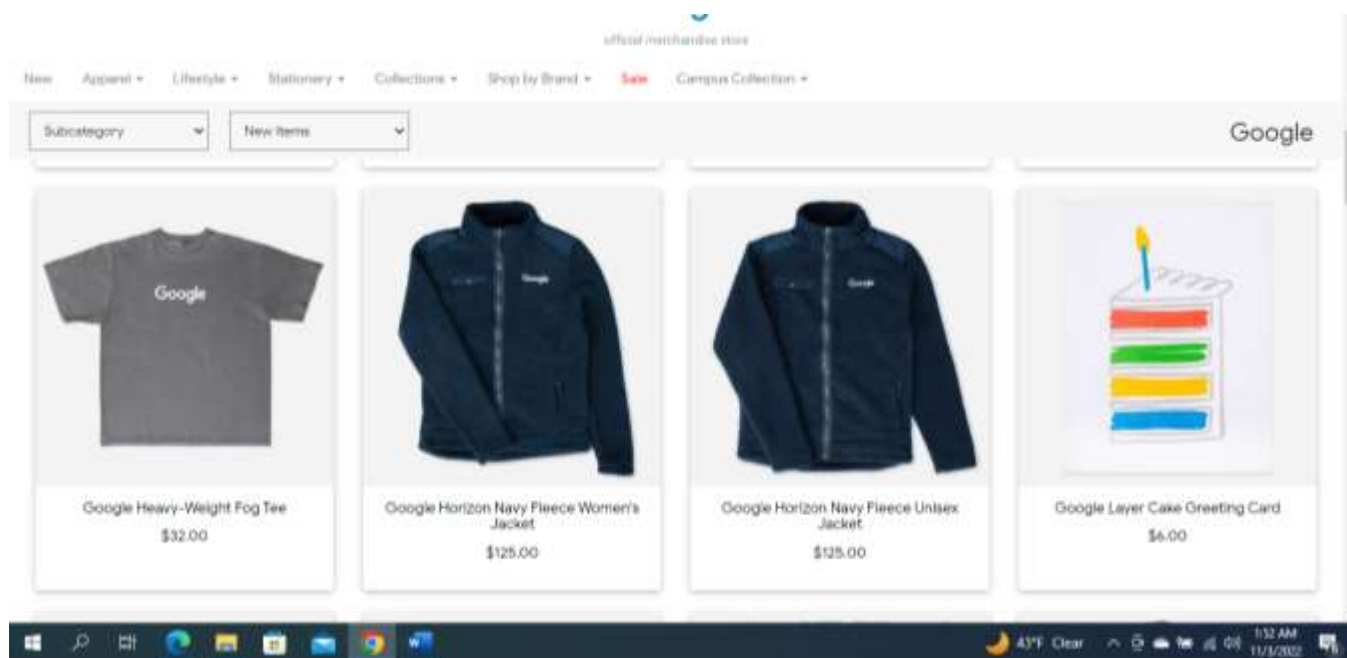 official merchandise store
New Apparel Lifestyle Stationery Collections Shop by Brand Sale Campus Collection
Subcategory New Items Google
Google
Google
Google
Google Heavy-Weight Fog Tee
$32.00
Google Horizon Navy Fleece Women's
Jacket
$125.00
Google Horizon Navy Fleece Unisex
Jacket
$125.00
Google Layer Cake Greeting Card
$6.00
43°F Clear
1:52 AM
11/3/2022